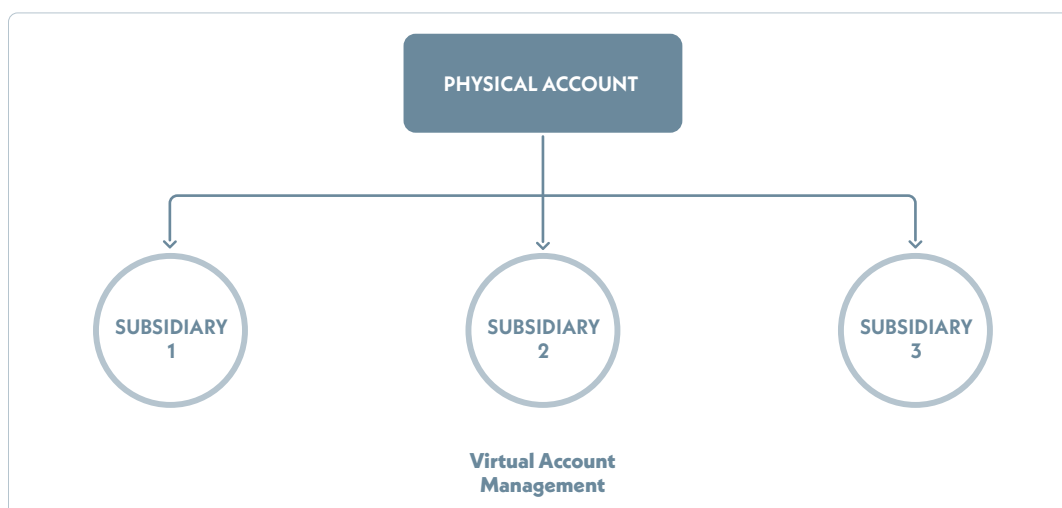 PHYSICAL ACCOUNT
SUBSIDIARY
1
SUBSIDIARY
2
SUBSIDIARY
3
Virtual Account
Management